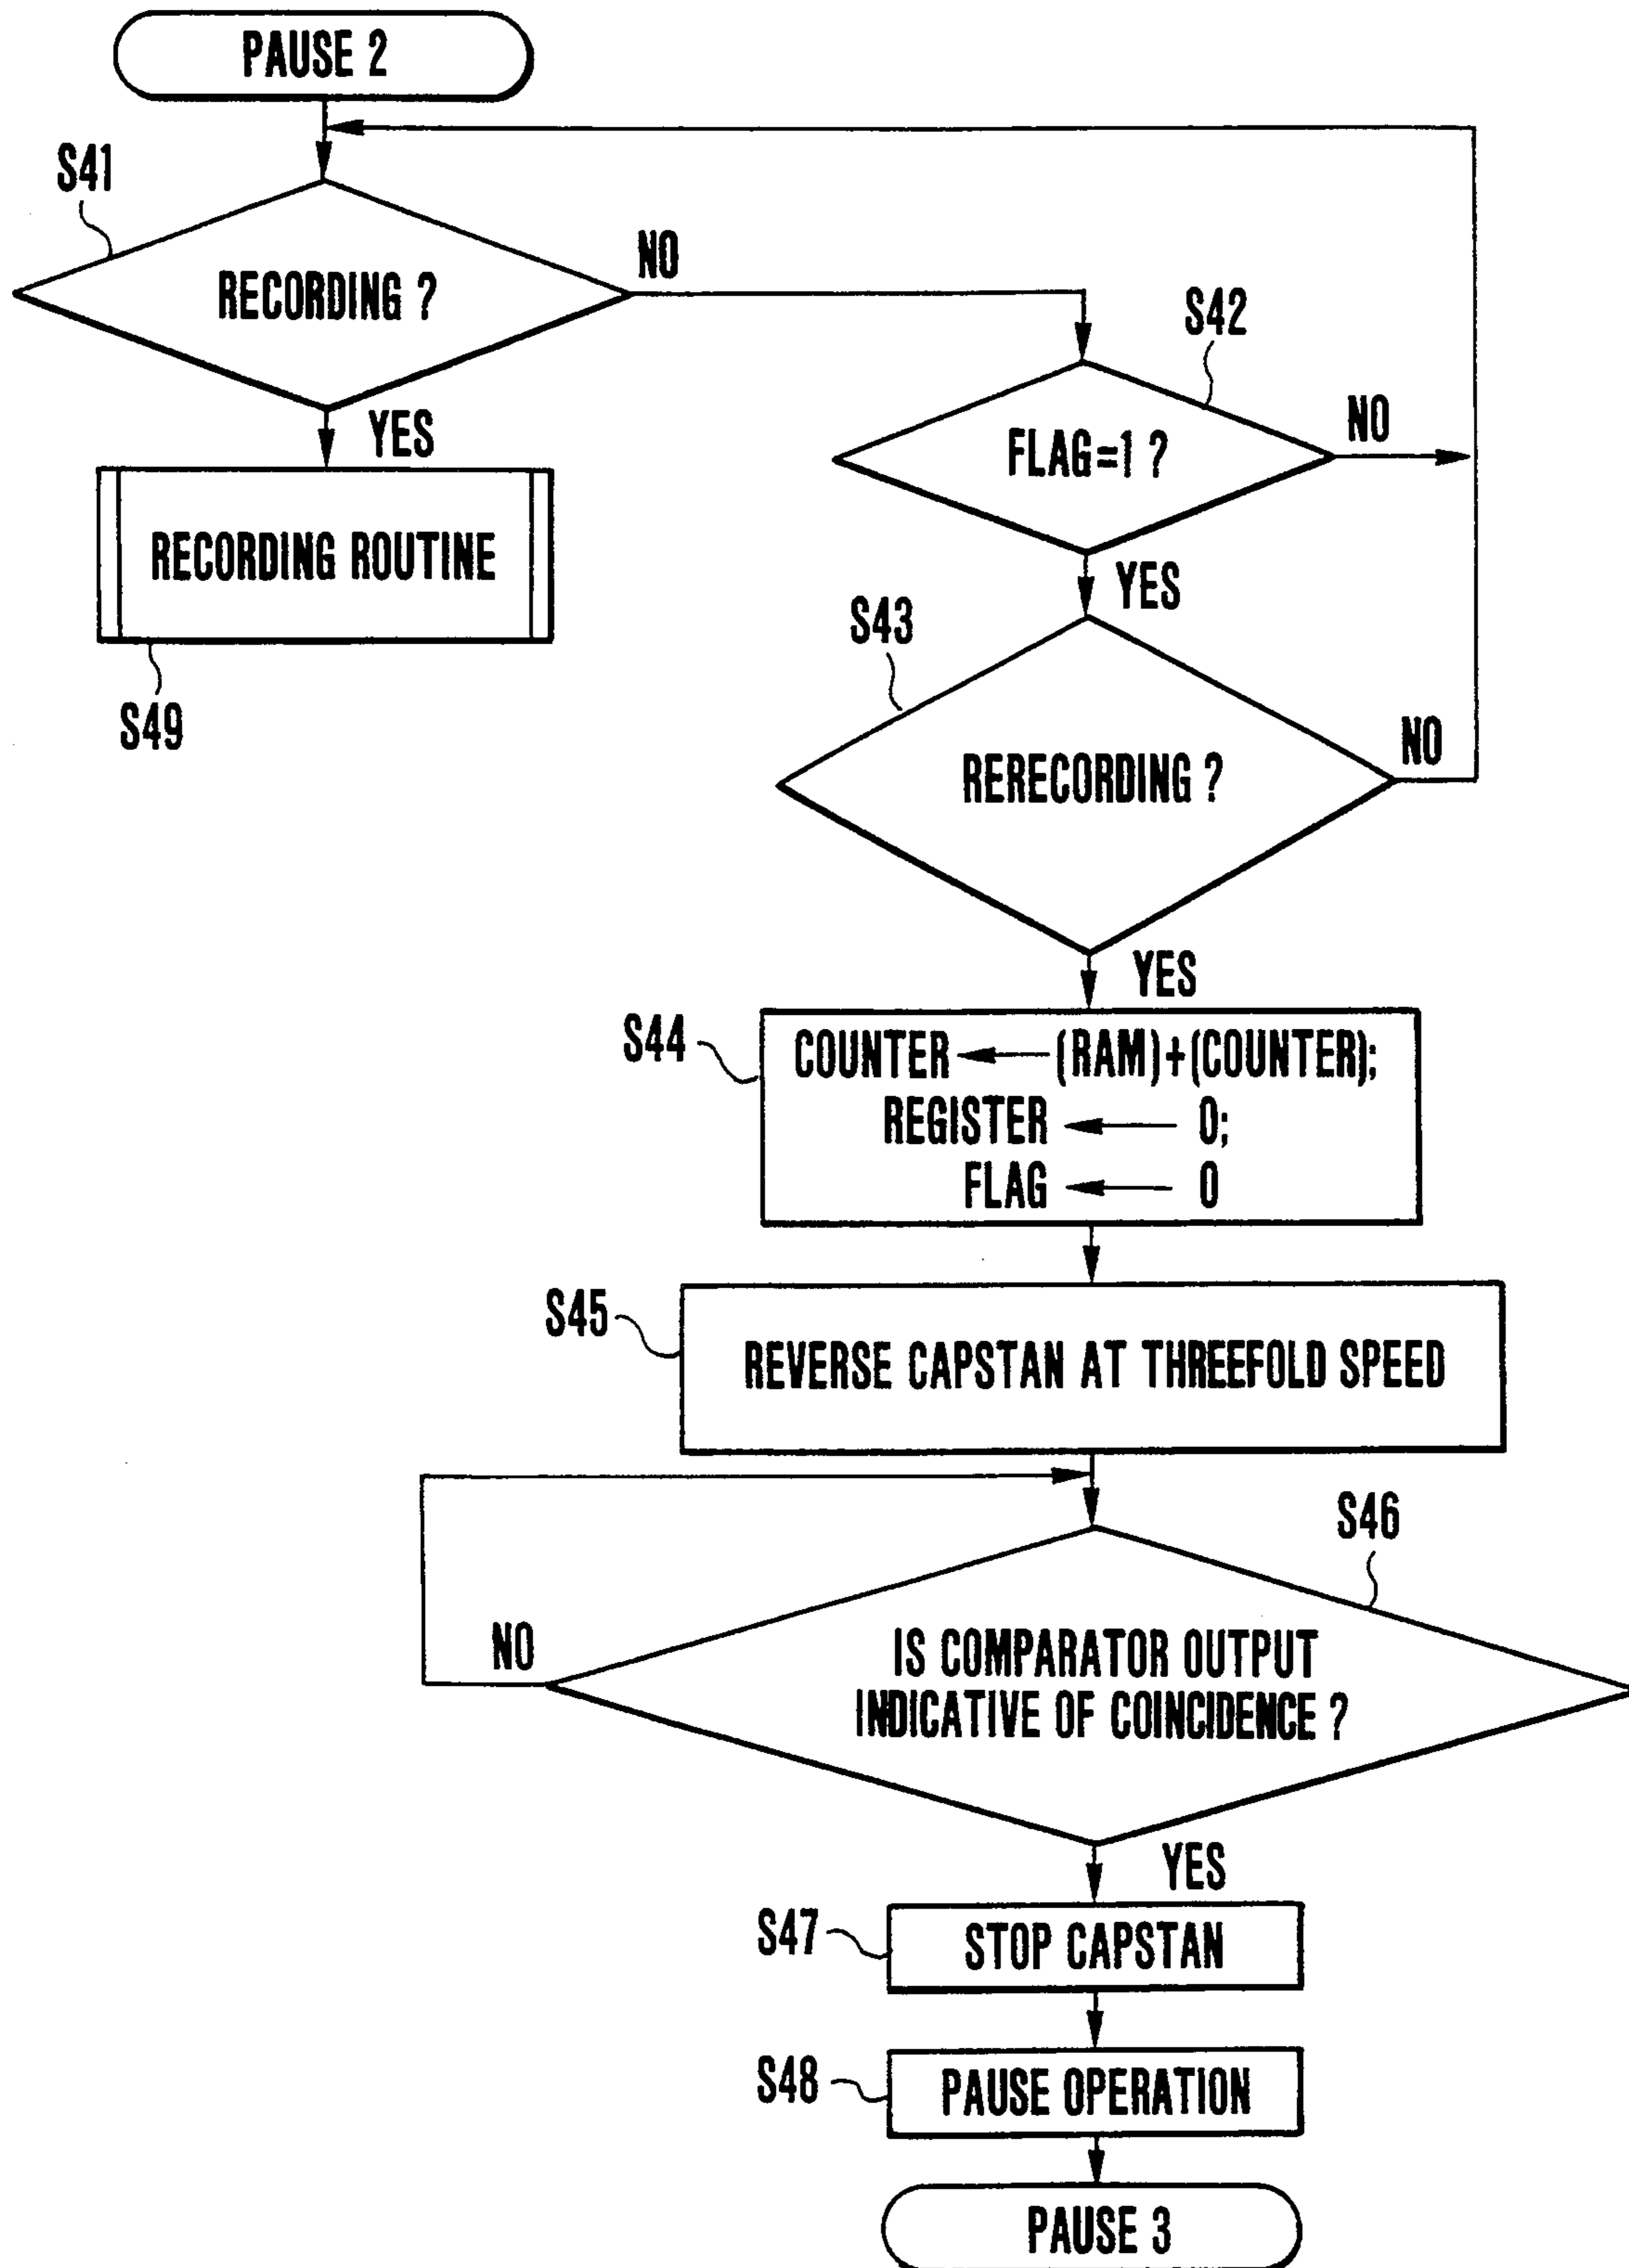 PAUSE 2
S41
RECORDING ?
NO
S42
FLAG=1 ?
NO
YES
RECORDING ROUTINE
S49
YES
S43
RERECORDING ?
NO
YES
S44
COUNTER ← (RAM)+(COUNTER);
REGISTER ← 0;
FLAG ← 0
S45
REVERSE CAPSTAN AT THREEFOLD SPEED
S46
NO
IS COMPARATOR OUTPUT
INDICATIVE OF COINCIDENCE ?
YES
S47
STOP CAPSTAN
S48
PAUSE OPERATION
PAUSE 3